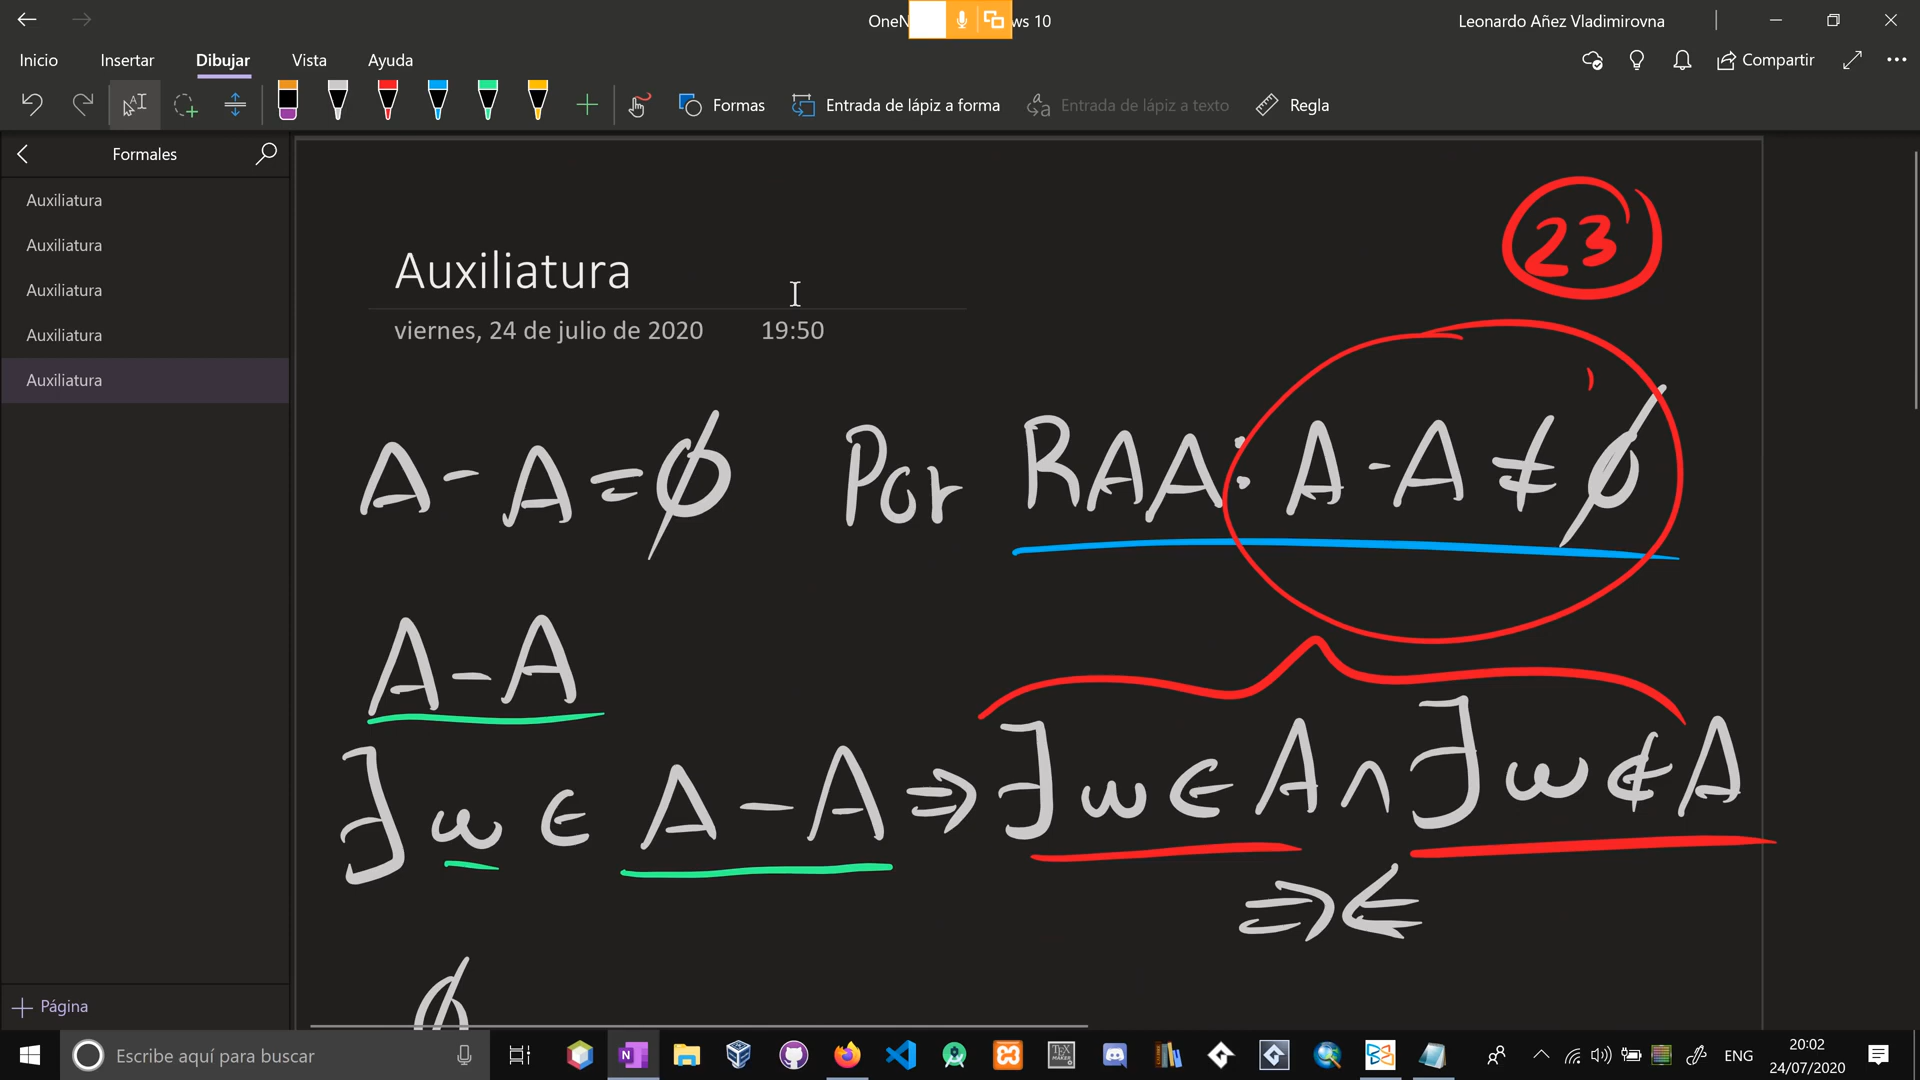 OneN ws 10
Leonardo Añez Vladimirovna
Inicio Insertar Dibujar Vista Ayuda
Compartir
Formas Entrada de lápiz a forma Entrada de lápiz a texto Regla
Formales
Auxiliatura
Auxiliatura
Auxiliatura
Auxiliatura
Auxiliatura
Página
23
Auxiliatura
viernes, 24 de julio de 2020 19:50
A - A = ∅ Por RAA: A - A ≠ ∅
A - A
∃ w ∈ A - A ⇒ ∃ w ∈ A ∧ ∃ w ∉ A
⇒⇐
∅
Escribe aquí para buscar
ENG
20:02
24/07/2020